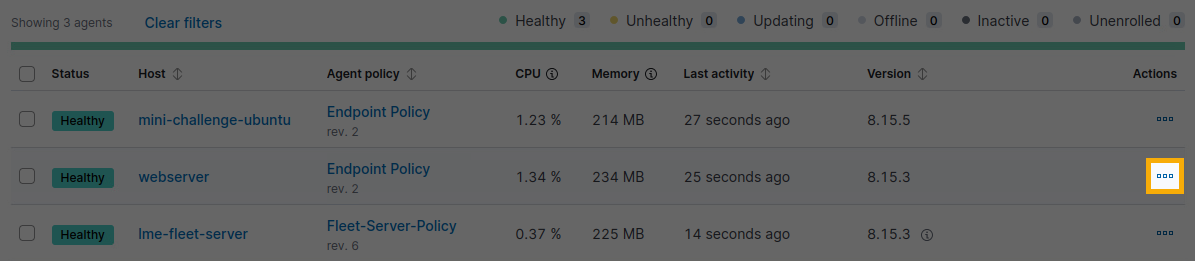 Showing 3 agents Clear filters Healthy 3 Unhealthy 0 Updating 0 Offline 0 Inactive 0 Unenrolled 0
Status Host Agent policy CPU Memory Last activity Version Actions
Healthy mini-challenge-ubuntu Endpoint Policy 1.23 % 214 MB 27 seconds ago 8.15.5
rev. 2
Healthy webserver Endpoint Policy 1.34 % 234 MB 25 seconds ago 8.15.3
rev. 2
Healthy lme-fleet-server Fleet-Server-Policy 0.37 % 225 MB 14 seconds ago 8.15.3
rev. 6